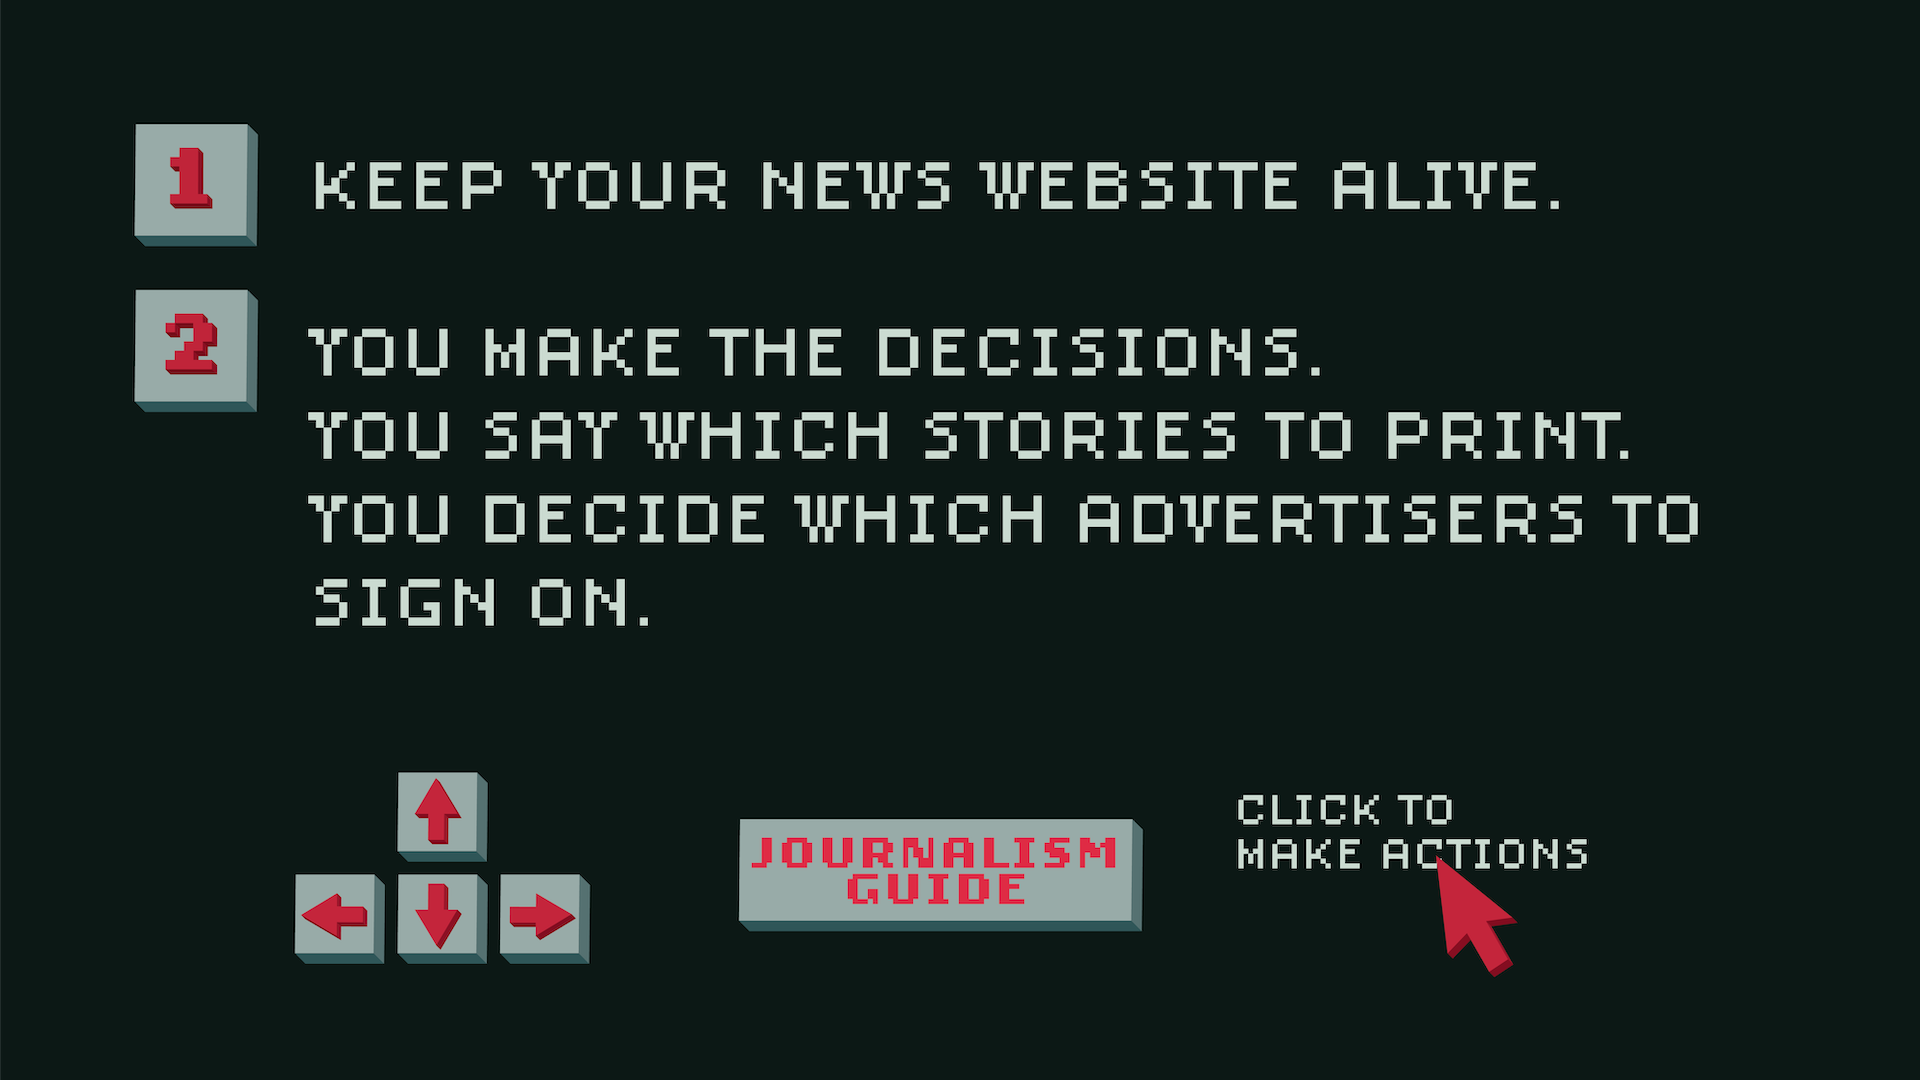 1
KEEP YOUR NEWS WEBSITE ALIVE.
2
YOU MAKE THE DECISIONS.
YOU SAY WHICH STORIES TO PRINT.
YOU DECIDE WHICH ADVERTISERS TO
SIGN ON.
JOURNALISM
GUIDE
CLICK TO
MAKE ACTIONS